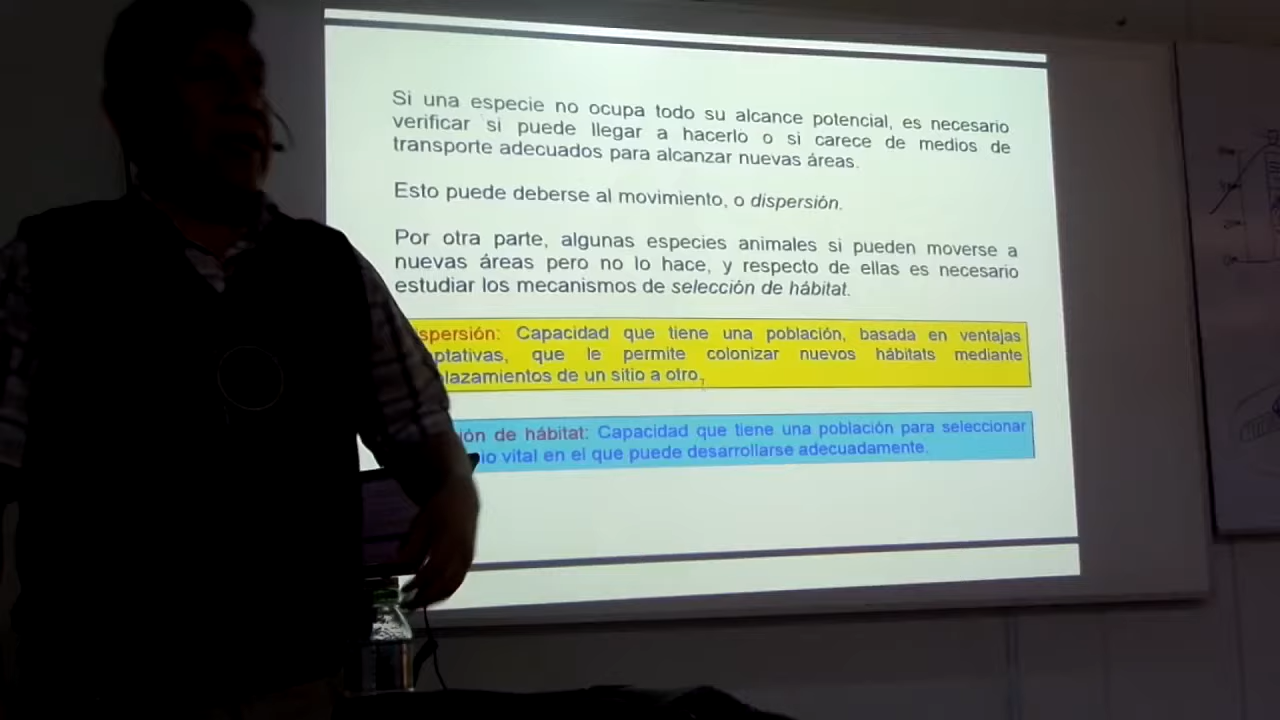 Si una especie no ocupa todo su alcance potencial, es necesario
verificar si puede llegar a hacerlo o si carece de medios de
transporte adecuados para alcanzar nuevas áreas.
Esto puede deberse al movimiento, o dispersión.
Por otra parte, algunas especies animales si pueden moverse a
nuevas áreas pero no lo hace, y respecto de ellas es necesario
estudiar los mecanismos de selección de hábitat.
spersión: Capacidad que tiene una población, basada en ventajas
ptativas, que le permite colonizar nuevos hábitats mediante
lazamientos de un sitio a otro,
ión de hábitat: Capacidad que tiene una población para seleccionar
io vital en el que puede desarrollarse adecuadamente.